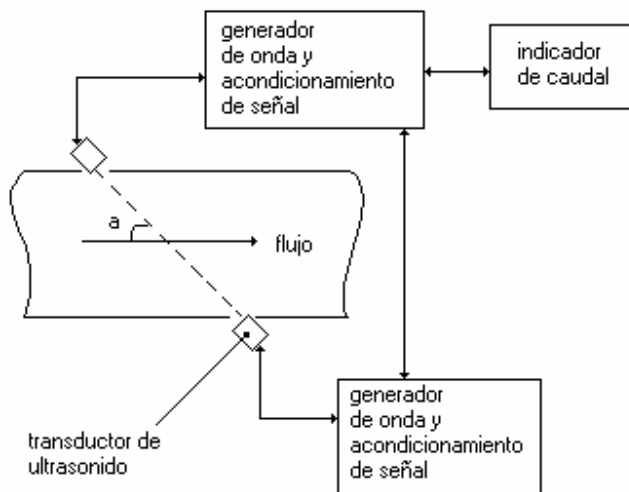 generador
de onda y
acondicionamiento
de señal
indicador
de caudal
a
flujo
transductor de
ultrasonido
generador
de onda y
acondicionamiento
de señal